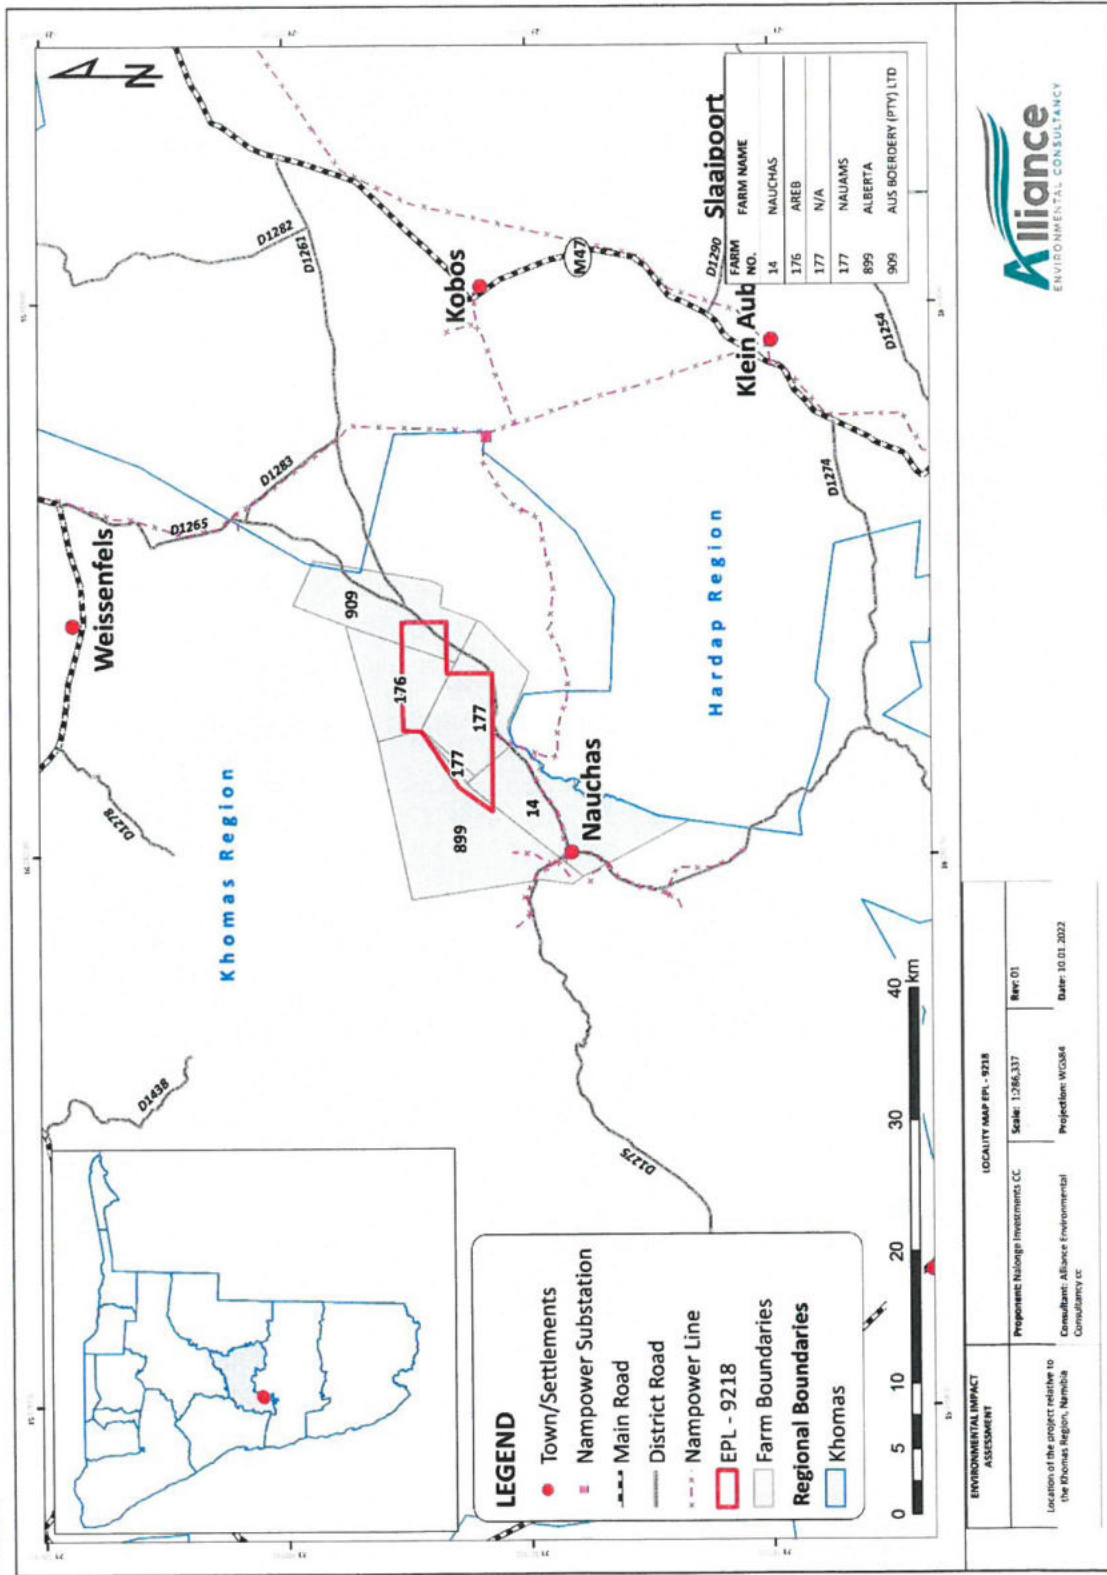 N
Khomas Region
Hardap Region
Weissenfels
Kobos
Nauchas
Klein Aub
Slaaipoort
D1438
D1278
D1265
D1283
D1282
D1261
M47
D1290
D1274
D1254
D1275
909
176
177
177
899
14
FARM NO. FARM NAME
14 NAUCHAS
176 AREB
177 N/A
177 NAUAMS
899 ALBERTA
909 AUS BOERDERY (PTY) LTD
LEGEND
Town/Settlements
Nampower Substation
Main Road
District Road
Nampower Line
EPL - 9218
Farm Boundaries
Regional Boundaries
Khomas
0 5 10 20 30 40
km
ENVIRONMENTAL IMPACT
ASSESSMENT
LOCALITY MAP EPL - 9218
Location of the project relative to
the Khomas Region, Namibia
Proponent: Nalonge Investments CC
Scale: 1:286,337
Rev: 01
Consultant: Alliance Environmental
Consultancy cc
Projection: WGS84
Date: 10.01.2022
Alliance
ENVIRONMENTAL CONSULTANCY